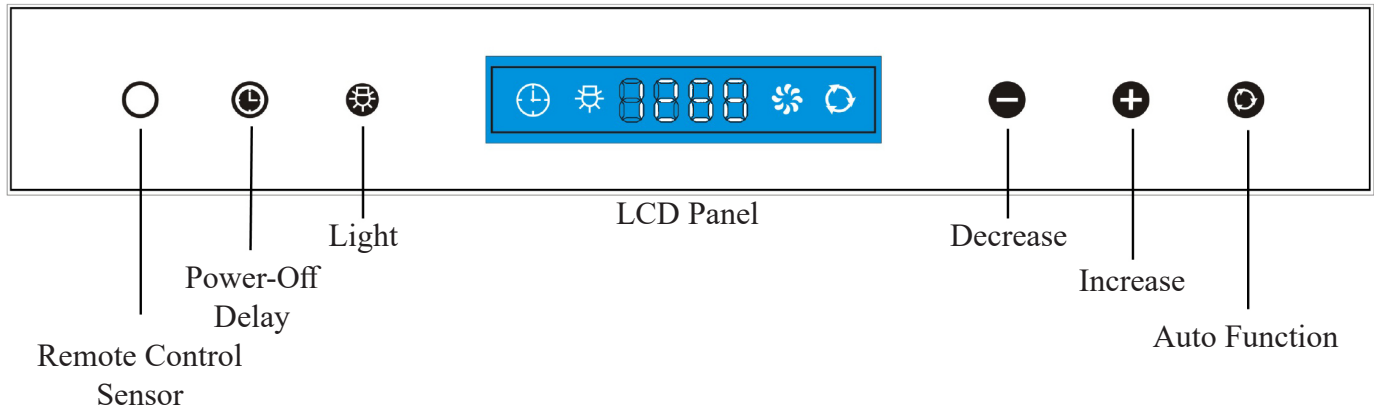 LCD Panel
Light
Decrease
Power-Off
Delay
Increase
Auto Function
Remote Control
Sensor